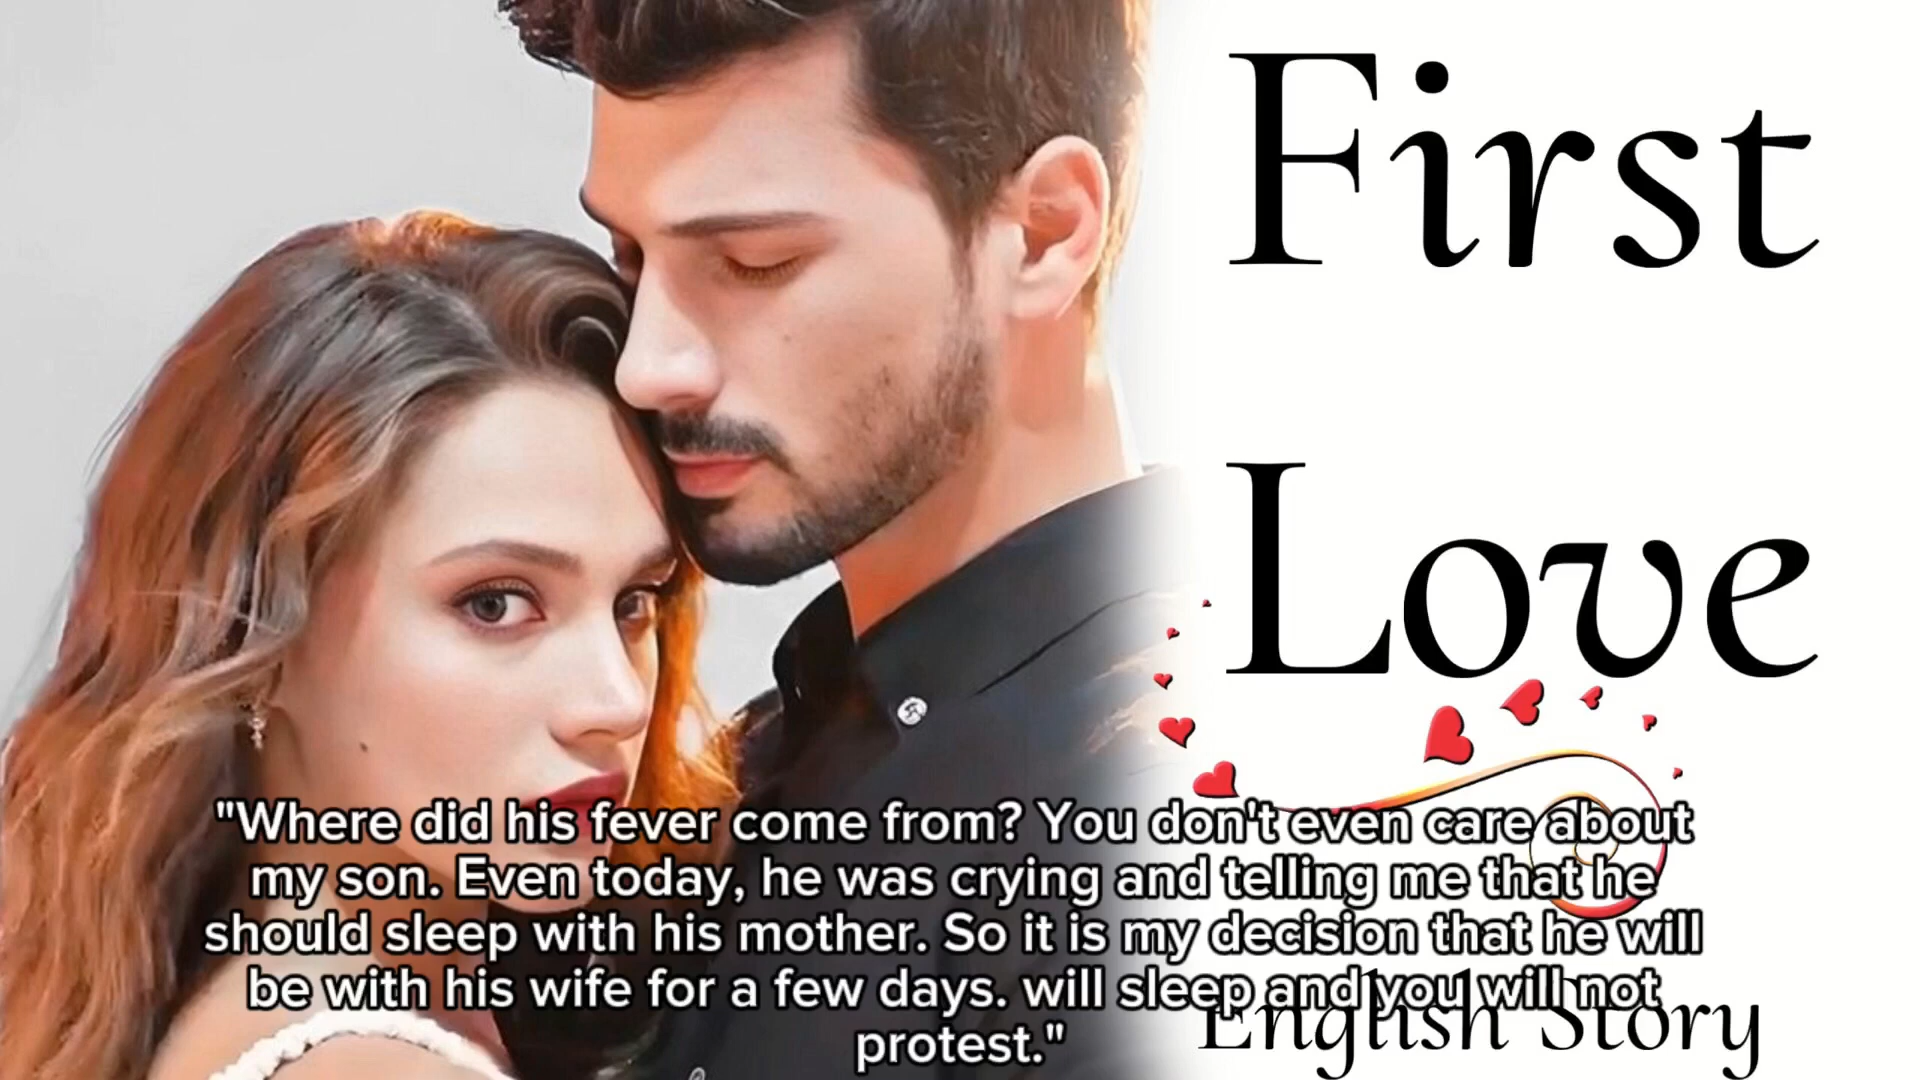 First
Love
"Where did his fever come from? You don't even care about
my son. Even today, he was crying and telling me that he
should sleep with his mother. So it is my decision that he will
be with his wife for a few days. will sleep and you will not
protest."
English Story